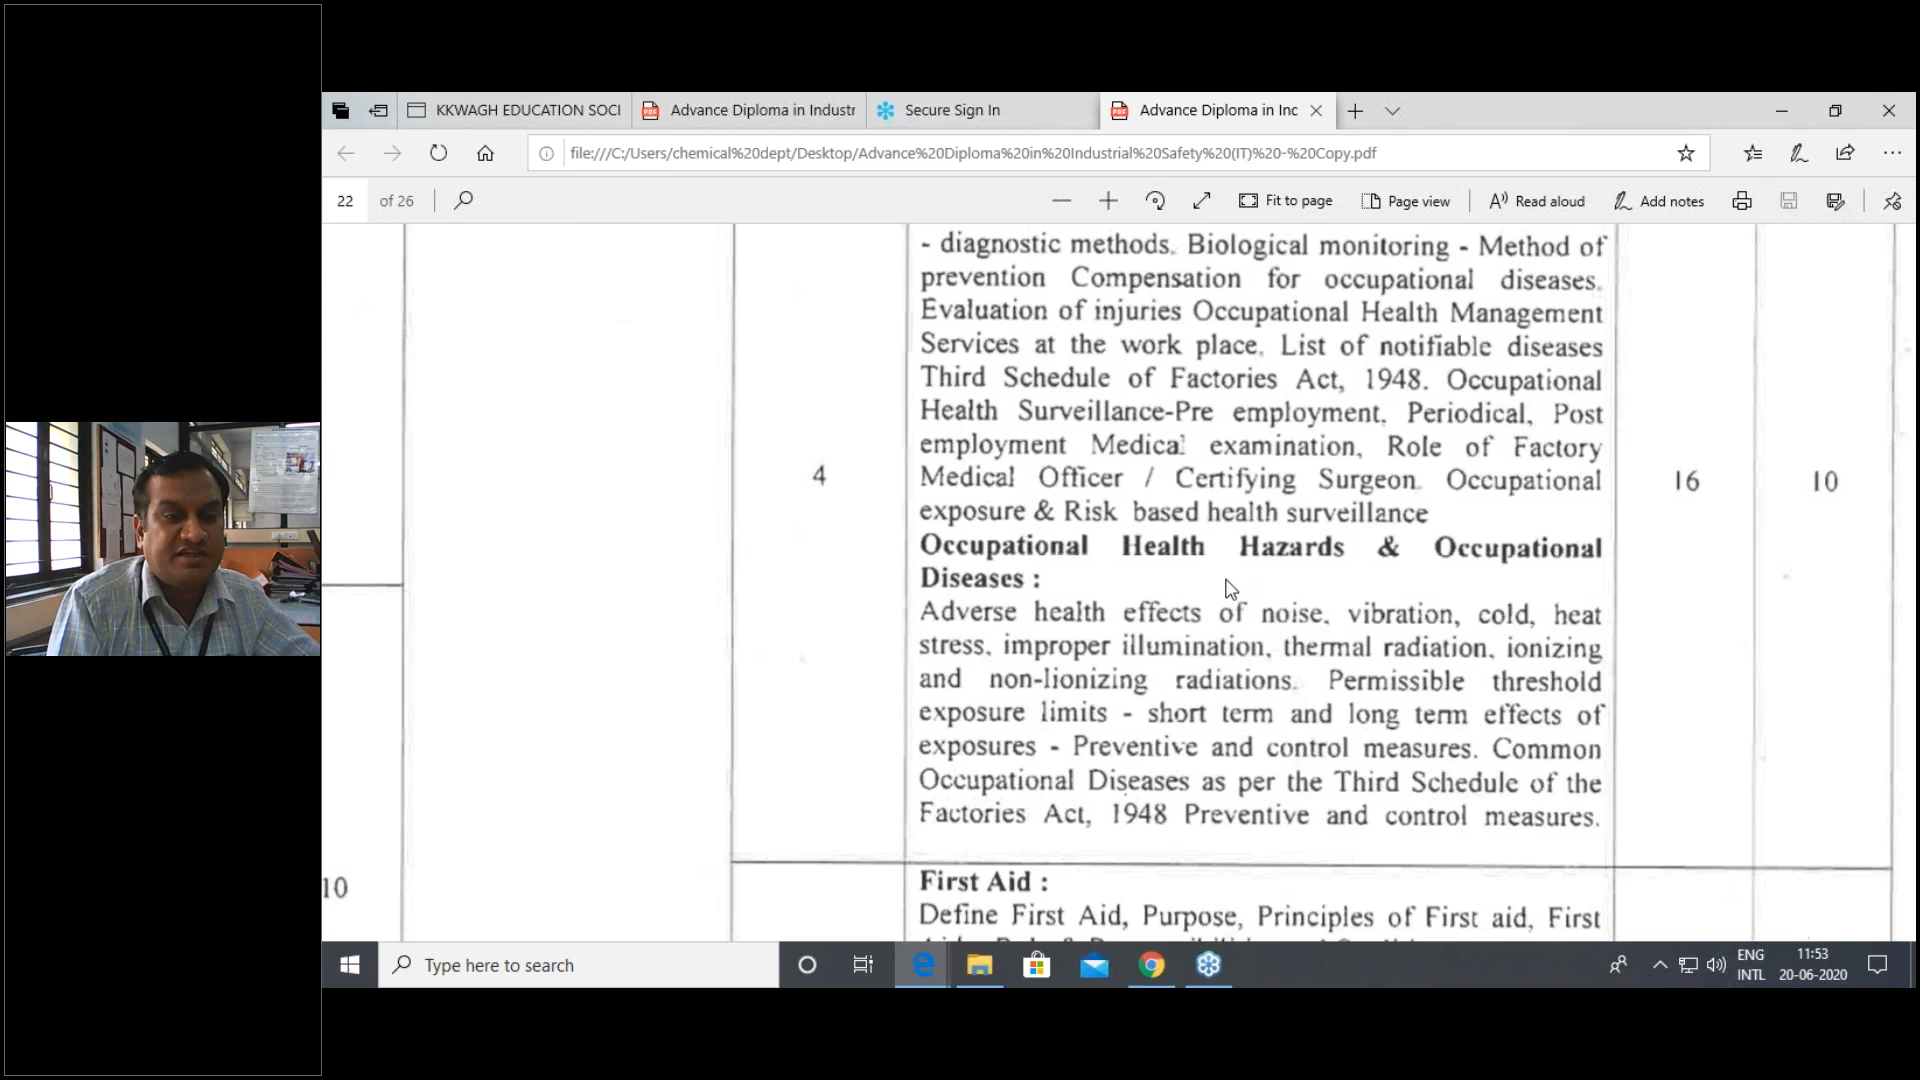 KKWAGH EDUCATION SOCI
Advance Diploma in Industr
Secure Sign In
Advance Diploma in Inc
file:///C:/Users/chemical%20dept/Desktop/Advance%20Diploma%20in%20Industrial%20Safety%20(IT)%20-%20Copy.pdf
22 of 26
Fit to page
Page view
Read aloud
Add notes
- diagnostic methods. Biological monitoring - Method of
prevention Compensation for occupational diseases.
Evaluation of injuries Occupational Health Management
Services at the work place. List of notifiable diseases
Third Schedule of Factories Act, 1948. Occupational
Health Surveillance-Pre employment, Periodical, Post
employment Medical examination, Role of Factory
4
Medical Officer / Certifying Surgeon. Occupational
16
10
exposure & Risk based health surveillance
Occupational Health Hazards & Occupational
Diseases :
Adverse health effects of noise, vibration, cold, heat
stress, improper illumination, thermal radiation, ionizing
and non-lionizing radiations. Permissible threshold
exposure limits - short term and long term effects of
exposures - Preventive and control measures. Common
Occupational Diseases as per the Third Schedule of the
Factories Act, 1948 Preventive and control measures.
10
First Aid :
Define First Aid, Purpose, Principles of First aid, First
Type here to search
ENG
INTL
11:53
20-06-2020